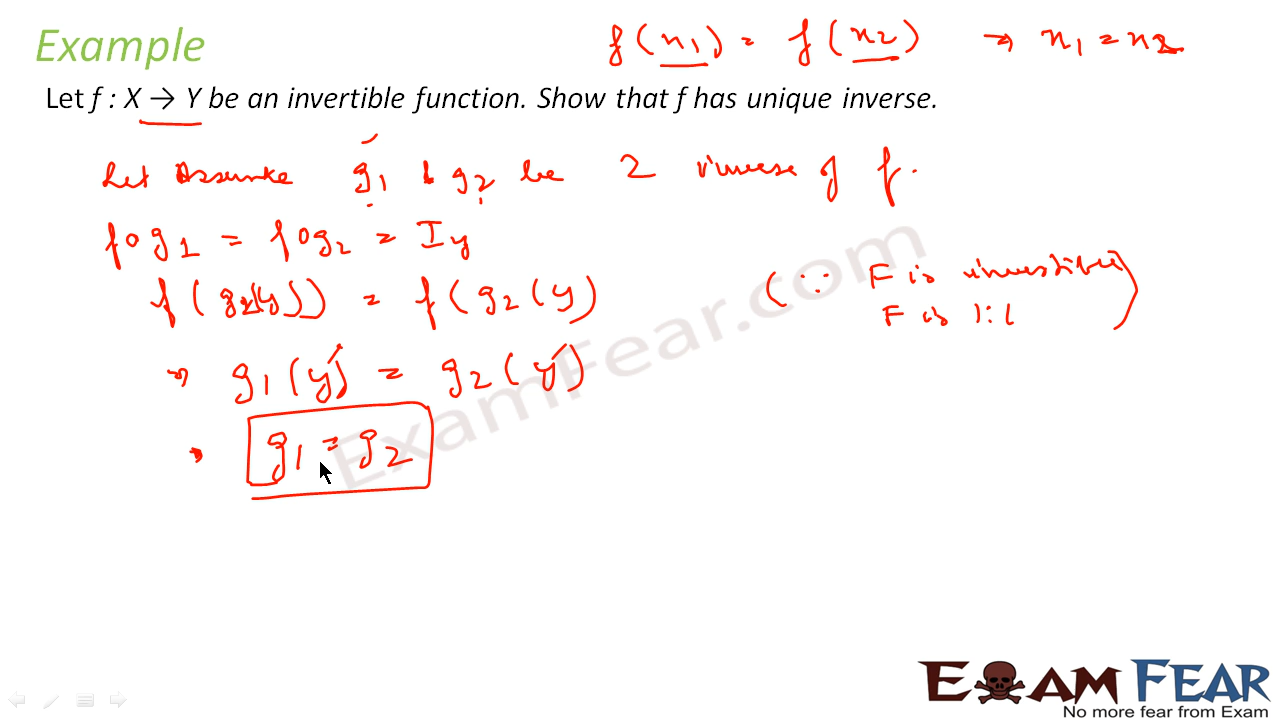 Example
f(x1) = f(x2) → x1 = x2
Let f : X → Y be an invertible function. Show that f has unique inverse.
Let Assume g1 & g2 be 2 inverse of f.
fog1 = fog2 = Iy
f(g2(y)) = f(g2(y)
(∵ F is invertible
F is 1:1)
→ g1(y) = g2(y)
g1 = g2
ExamFear.com
EXAM FEAR
No more fear from Exam